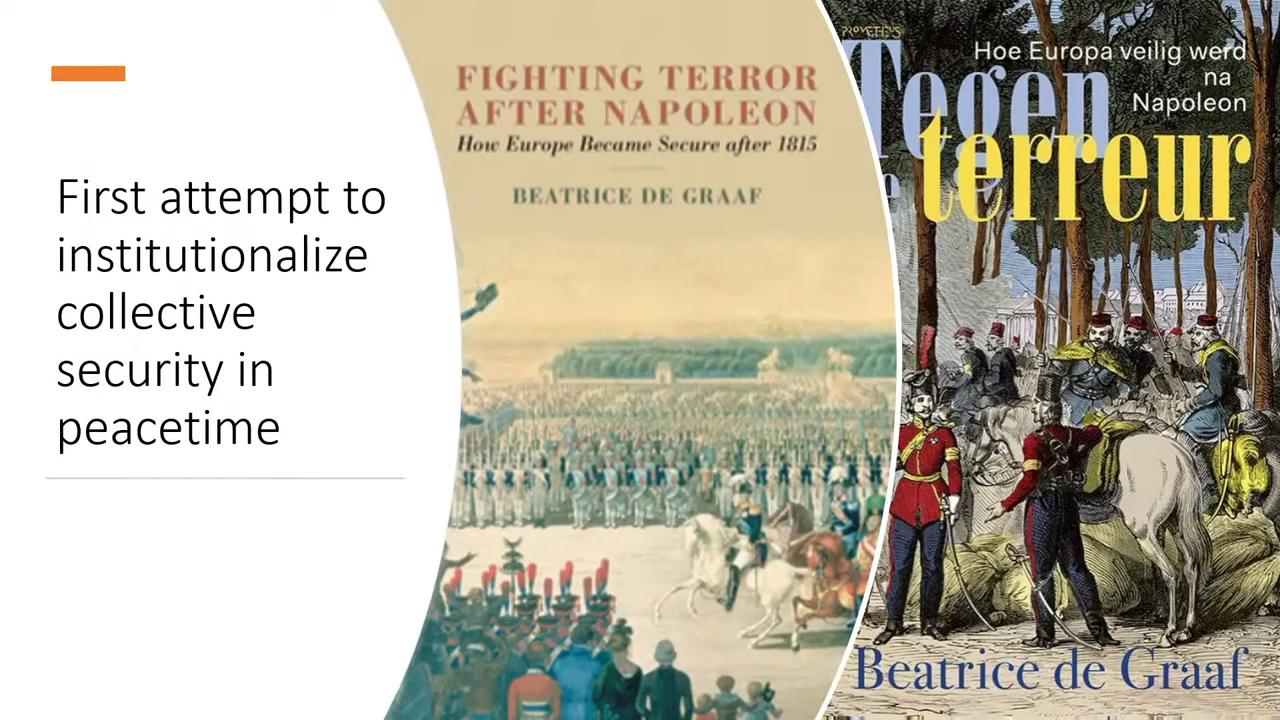 First attempt to
institutionalize
collective
security in
peacetime
FIGHTING TERROR
AFTER NAPOLEON
How Europe Became Secure after 1815
BEATRICE DE GRAAF
PROMETHEUS
Hoe Europa veilig werd
na
Napoleon
Tegen
terreur
Beatrice de Graaf